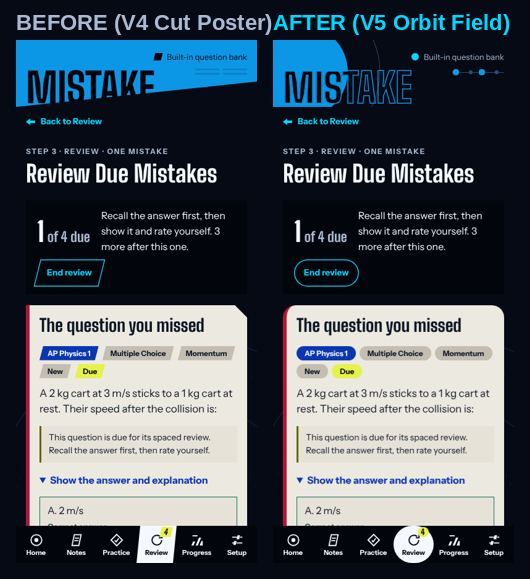 BEFORE (V4 Cut Poster)
Built-in question bank
MISTAKE
Back to Review
STEP 3 · REVIEW · ONE MISTAKE
Review Due Mistakes
1 of 4 due
Recall the answer first, then
show it and rate yourself. 3
more after this one.
End review
The question you missed
AP Physics 1
Multiple Choice
Momentum
New
Due
A 2 kg cart at 3 m/s sticks to a 1 kg cart at
rest. Their speed after the collision is:
This question is due for its spaced review.
Recall the answer first, then rate yourself.
Show the answer and explanation
A. 2 m/s
4
Home
Notes
Practice
Review
Progress
Setup
AFTER (V5 Orbit Field)
Built-in question bank
MISTAKE
Back to Review
STEP 3 · REVIEW · ONE MISTAKE
Review Due Mistakes
1 of 4 due
Recall the answer first, then
show it and rate yourself. 3
more after this one.
End review
The question you missed
AP Physics 1
Multiple Choice
Momentum
New
Due
A 2 kg cart at 3 m/s sticks to a 1 kg cart at
rest. Their speed after the collision is:
This question is due for its spaced review.
Recall the answer first, then rate yourself.
Show the answer and explanation
A. 2 m/s
4
Home
Notes
Practice
Review
Progress
Setup